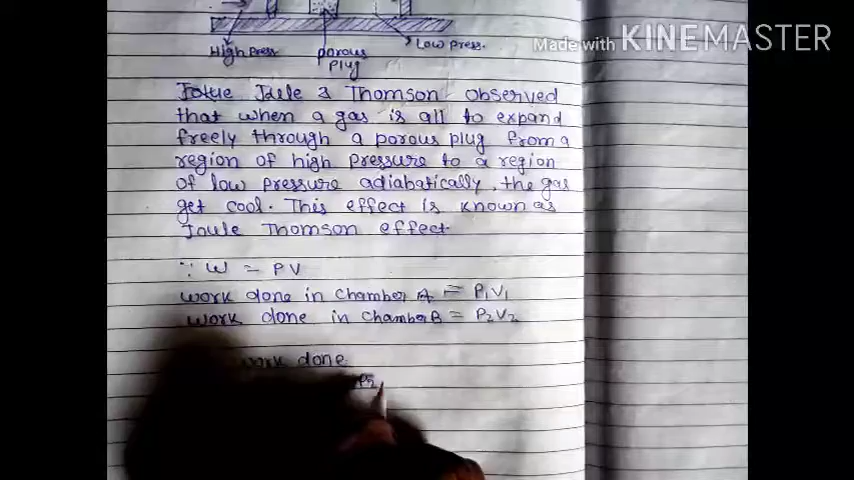 High Press
porous
plug
Low Press.
Made with KINEMASTER
Joule & Thomson observed
that when a gas is all to expand
freely through a porous plug from a
region of high pressure to a region
of low pressure adiabatically, the gas
get cool. This effect is known as
Joule Thomson effect
∵ W = PV
work done in chamber A = P₁V₁
work done in chamber B = P₂V₂
work done
P₂